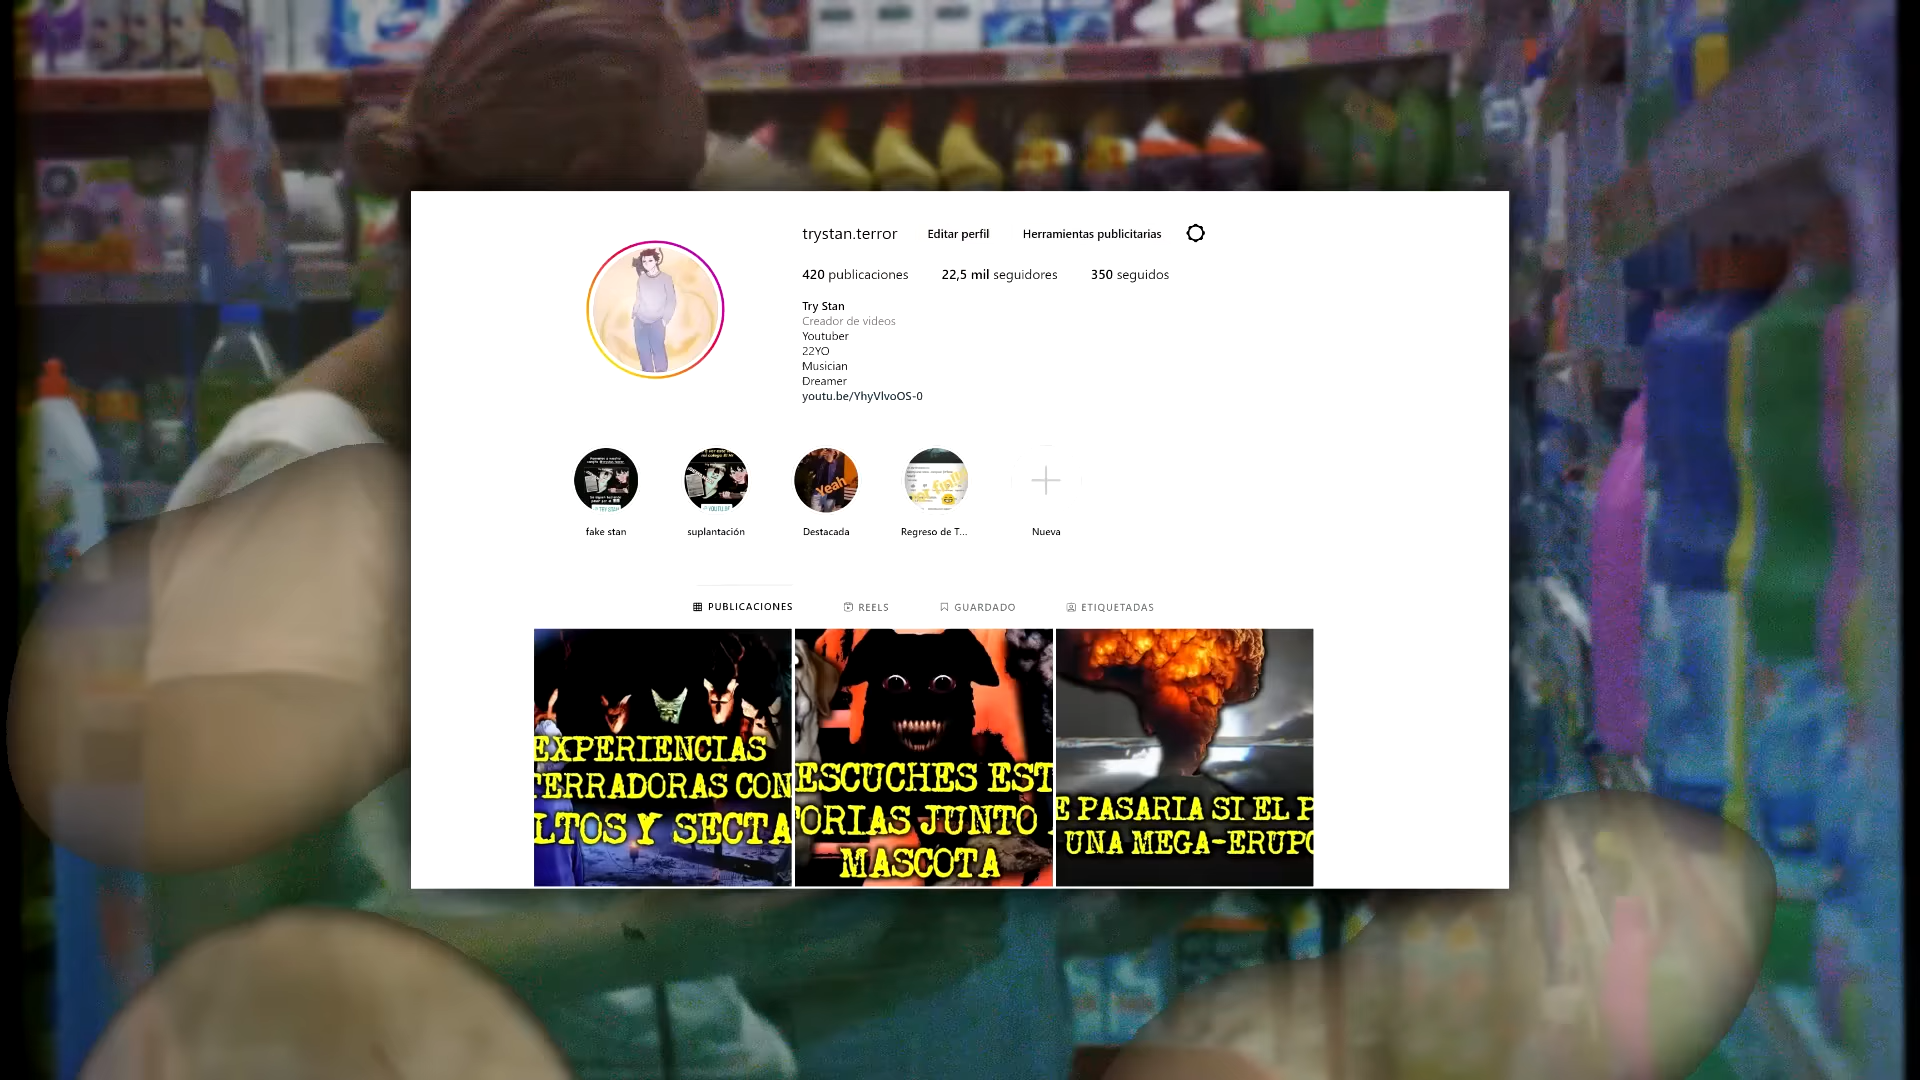 trystan.terror Editar perfil Herramientas publicitarias
420 publicaciones 22,5 mil seguidores 350 seguidos
Try Stan
Creador de videos
Youtuber
22YO
Musician
Dreamer
youtu.be/YhyVlvoOS-0
Yeah
fake stan suplantación Destacada Regreso de T... Nueva
PUBLICACIONES REELS GUARDADO ETIQUETADAS
EXPERIENCIAS
TERRADORAS CON
LTOS Y SECTA
ESCUCHES EST
TORIAS JUNTO
MASCOTA
E PASARIA SI EL P
UNA MEGA-ERUPC